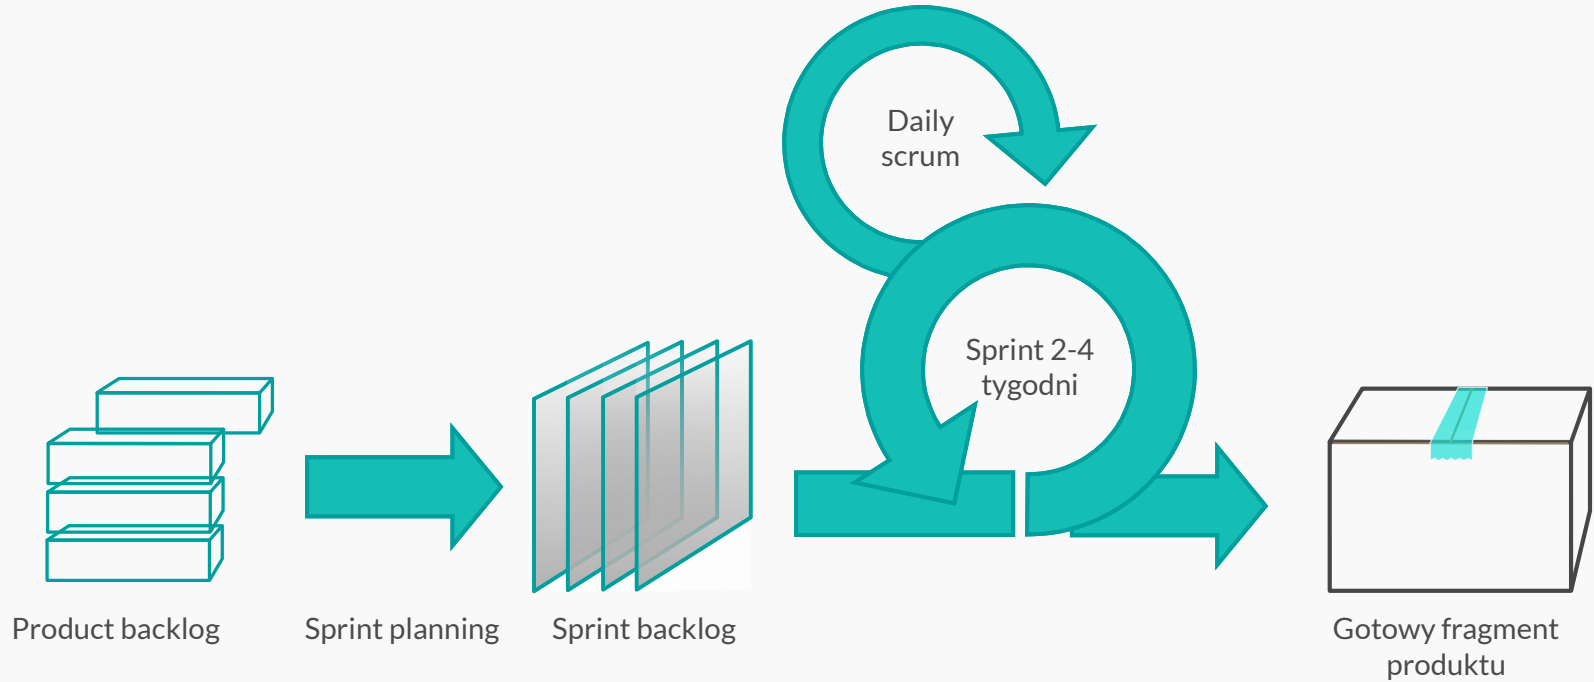 Daily
scrum
Sprint 2-4
tygodni
Product backlog
Sprint planning
Sprint backlog
Gotowy fragment
produktu